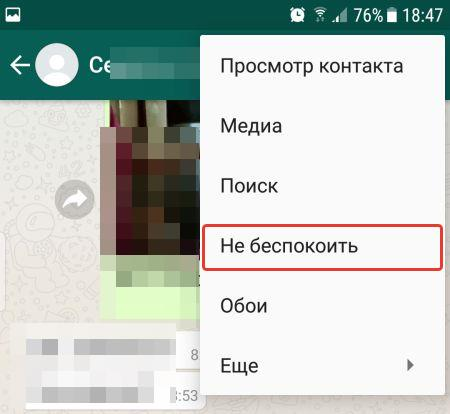 76% 18:47
Се
Просмотр контакта
Медиа
Поиск
Не беспокоить
Обои
Еще
8
:53